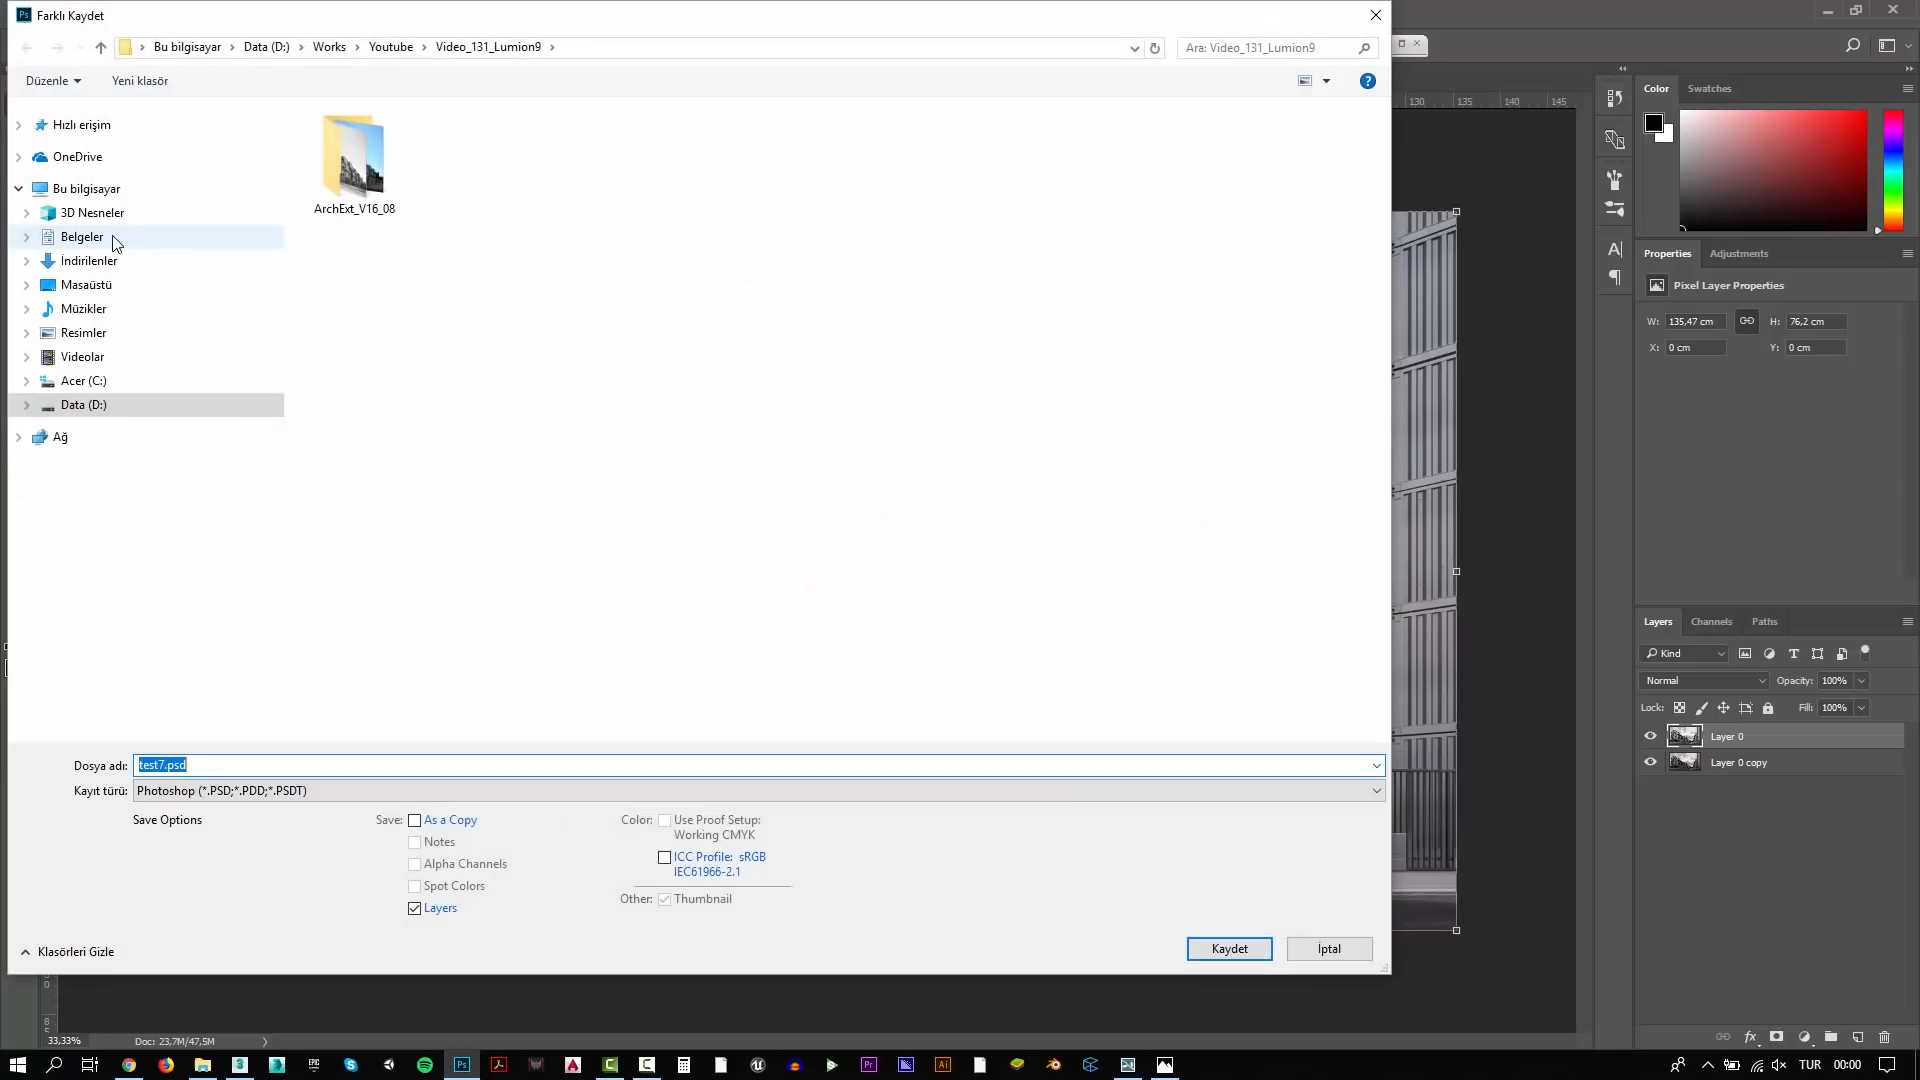 Farklı Kaydet
Bu bilgisayar
Data (D:)
Works
Youtube
Video_131_Lumion9
Ara: Video_131_Lumion9
Düzenle
Yeni klasör
Hızlı erişim
OneDrive
Bu bilgisayar
3D Nesneler
Belgeler
İndirilenler
Masaüstü
Müzikler
Resimler
Videolar
Acer (C:)
Data (D:)
Ağ
ArchExt_V16_08
Dosya adı: test7.psd
Kayıt türü: Photoshop (*.PSD;*.PDD;*.PSDT)
Save Options
Save: As a Copy
Notes
Alpha Channels
Spot Colors
Layers
Color: Use Proof Setup:
Working CMYK
ICC Profile: sRGB
IEC61966-2.1
Other: Thumbnail
Klasörleri Gizle
Kaydet
İptal
130 135 140 145
Color Swatches
Properties Adjustments
Pixel Layer Properties
W: 135,47 cm H: 76,2 cm
X: 0 cm Y: 0 cm
Layers Channels Paths
Kind
Normal Opacity: 100%
Lock: Fill: 100%
Layer 0
Layer 0 copy
33,33% Doc: 23,7M/47,5M
TUR 00:00